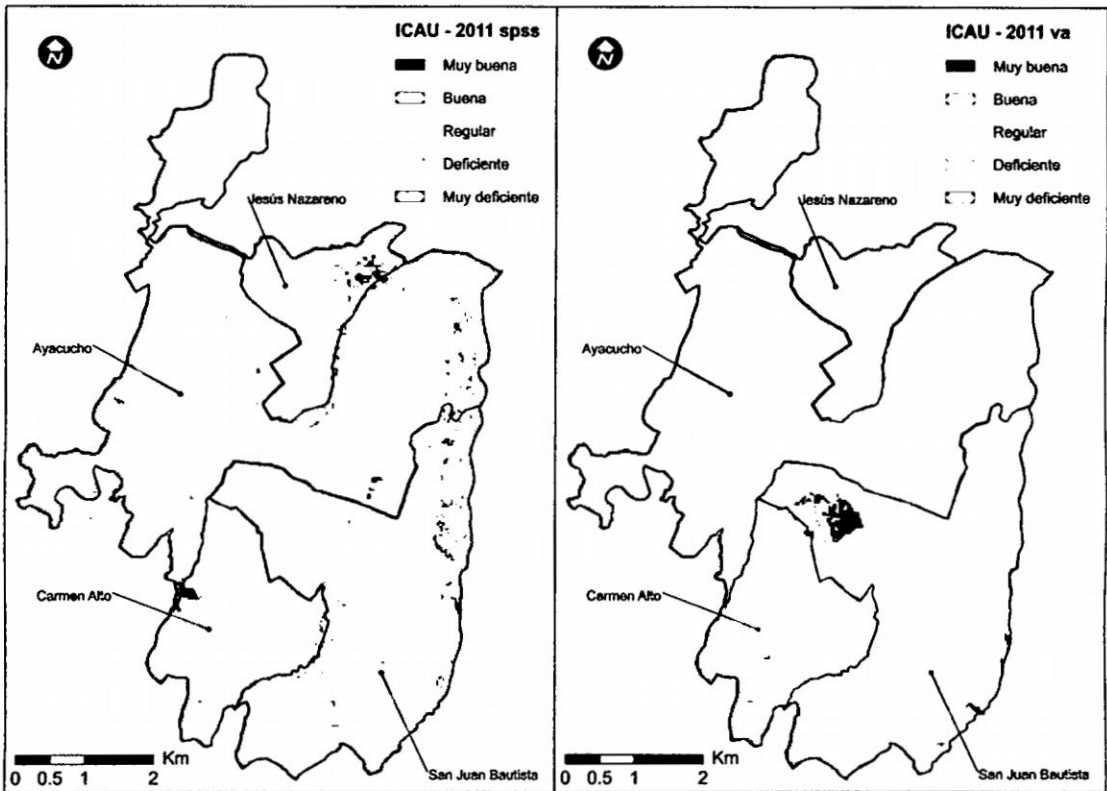 ICAU - 2011 spss
N
Muy buena
Buena
Regular
Deficiente
Muy deficiente
Jesús Nazareno
Ayacucho
Carmen Alto
San Juan Bautista
Km
0 0.5 1 2
ICAU - 2011 va
N
Muy buena
Buena
Regular
Deficiente
Muy deficiente
Jesús Nazareno
Ayacucho
Carmen Alto
San Juan Bautista
Km
0 0.5 1 2